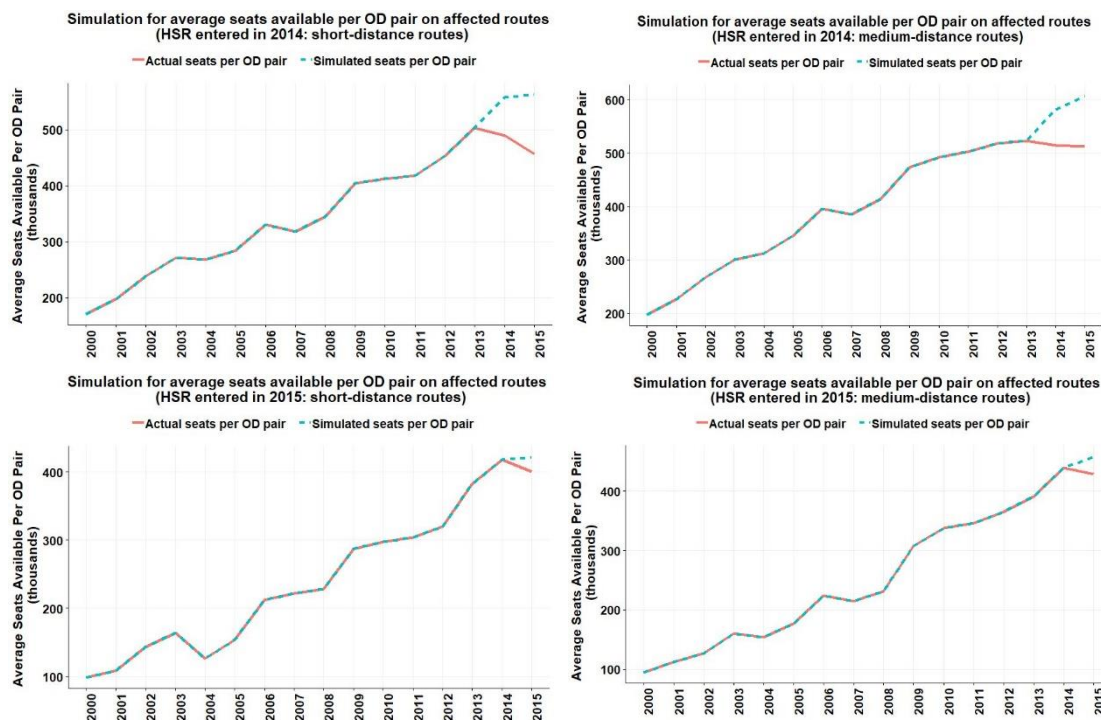 Simulation for average seats available per OD pair on affected routes
(HSR entered in 2014: short-distance routes)
Actual seats per OD pair Simulated seats per OD pair
Average Seats Available Per OD Pair
(thousands)
500
400
300
200
2000 2001 2002 2003 2004 2005 2006 2007 2008 2009 2010 2011 2012 2013 2014 2015
Simulation for average seats available per OD pair on affected routes
(HSR entered in 2014: medium-distance routes)
Actual seats per OD pair Simulated seats per OD pair
Average Seats Available Per OD Pair
(thousands)
600
500
400
300
200
2000 2001 2002 2003 2004 2005 2006 2007 2008 2009 2010 2011 2012 2013 2014 2015
Simulation for average seats available per OD pair on affected routes
(HSR entered in 2015: short-distance routes)
Actual seats per OD pair Simulated seats per OD pair
Average Seats Available Per OD Pair
(thousands)
400
300
200
100
2000 2001 2002 2003 2004 2005 2006 2007 2008 2009 2010 2011 2012 2013 2014 2015
Simulation for average seats available per OD pair on affected routes
(HSR entered in 2015: medium-distance routes)
Actual seats per OD pair Simulated seats per OD pair
Average Seats Available Per OD Pair
(thousands)
400
300
200
100
2000 2001 2002 2003 2004 2005 2006 2007 2008 2009 2010 2011 2012 2013 2014 2015